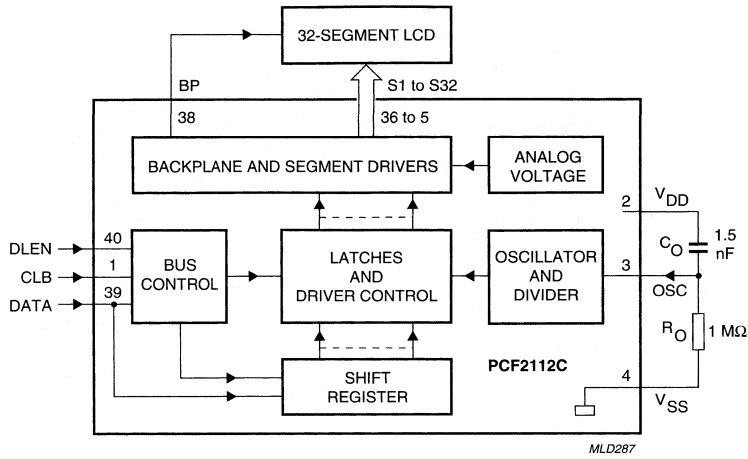 32-SEGMENT LCD
BP
S1 to S32
38
36 to 5
BACKPLANE AND SEGMENT DRIVERS
ANALOG
VOLTAGE
2
VDD
CO
1.5
nF
DLEN
40
CLB
1
DATA
39
BUS
CONTROL
LATCHES
AND
DRIVER CONTROL
OSCILLATOR
AND
DIVIDER
3
OSC
RO
1 MΩ
SHIFT
REGISTER
PCF2112C
4
VSS
MLD287